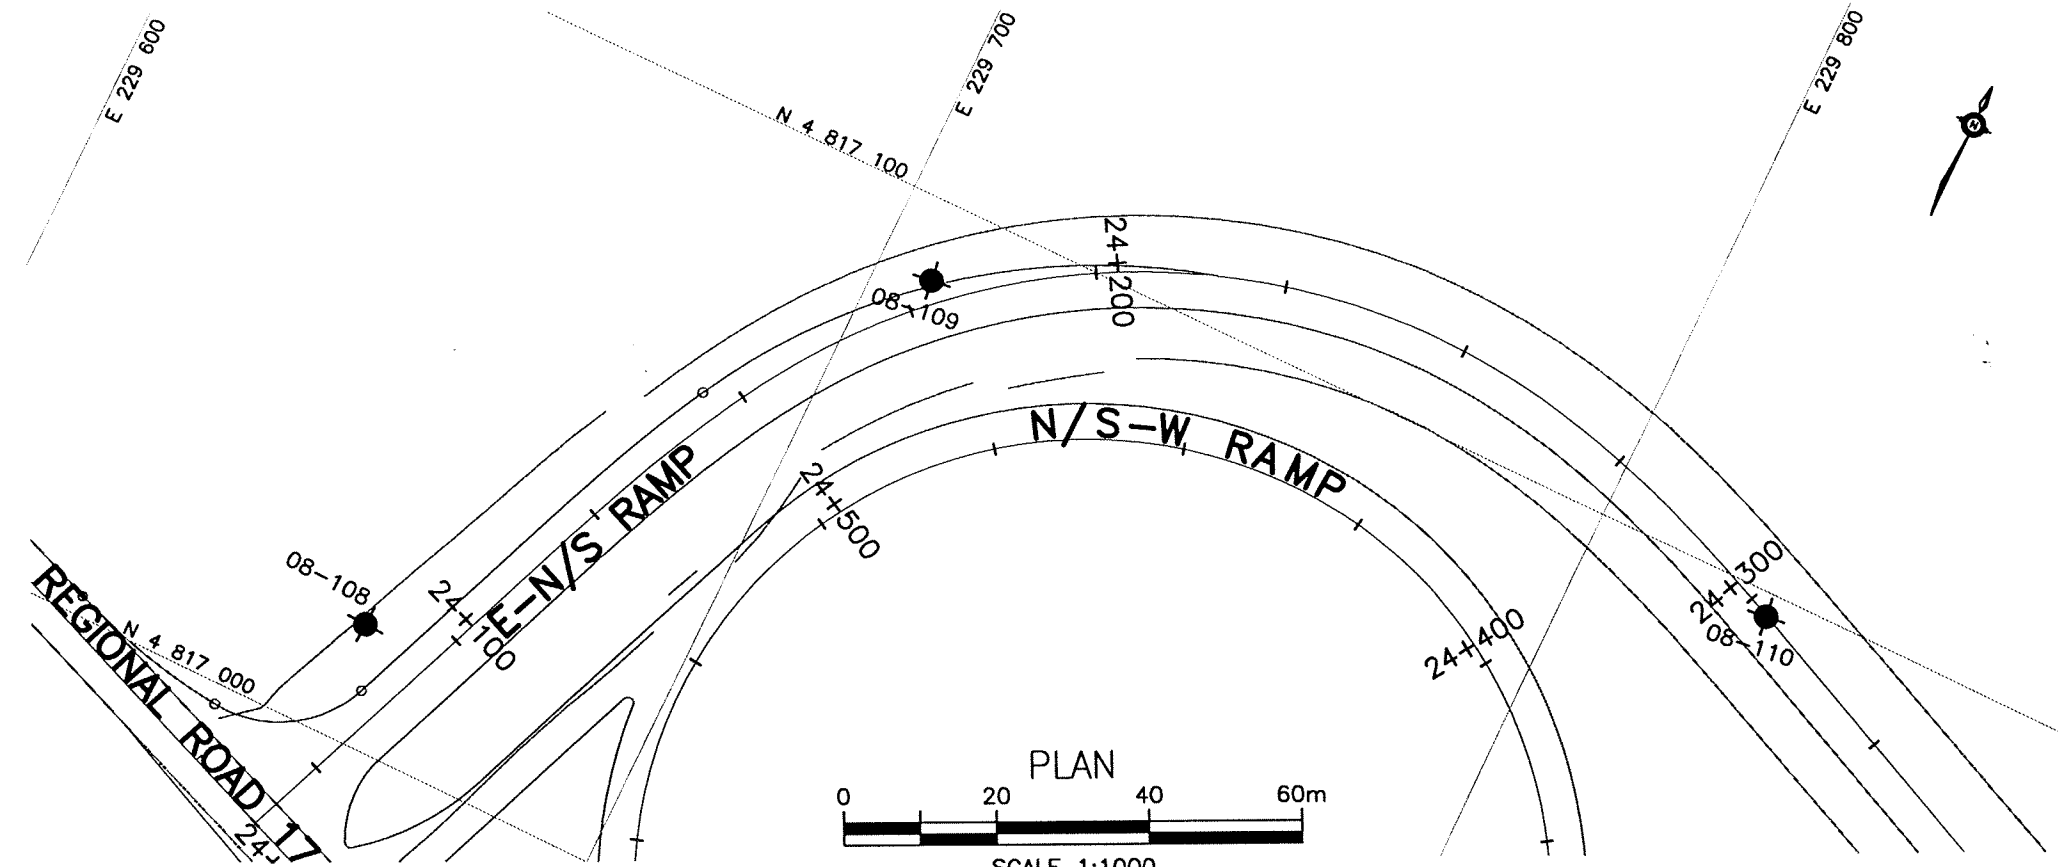 E 229 600
E 229 700
E 229 800
N 4 817 100
N
24+200
08-109
N/S-W RAMP
E-N/S RAMP
24+500
08-108
24+100
24+300
08-110
24+400
REGIONAL ROAD 17
N 4 817 000
PLAN
0 20 40 60m
SCALE 1:1000